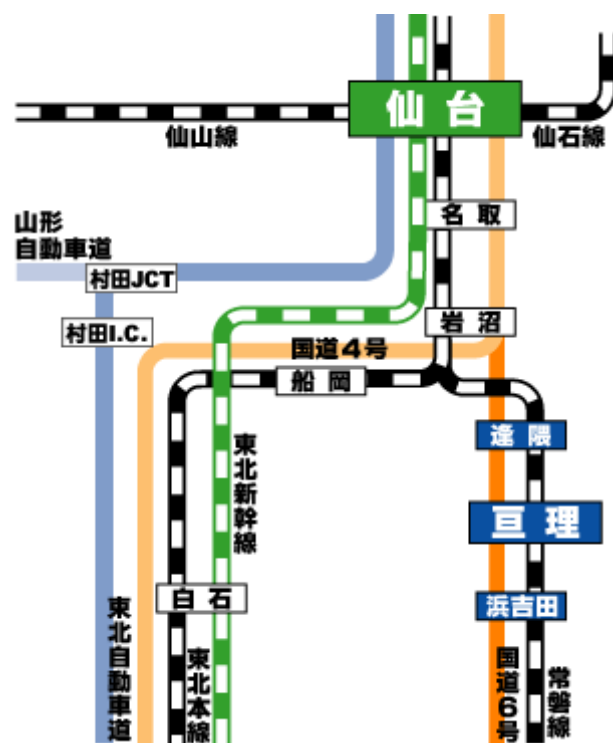 仙台
仙山線
仙石線
名取
山形
自動車道
村田JCT
村田I.C.
岩沼
国道4号
船岡
逢隈
東北新幹線
亘理
白石
浜吉田
東北自動車道
東北本線
国道6号
常磐線